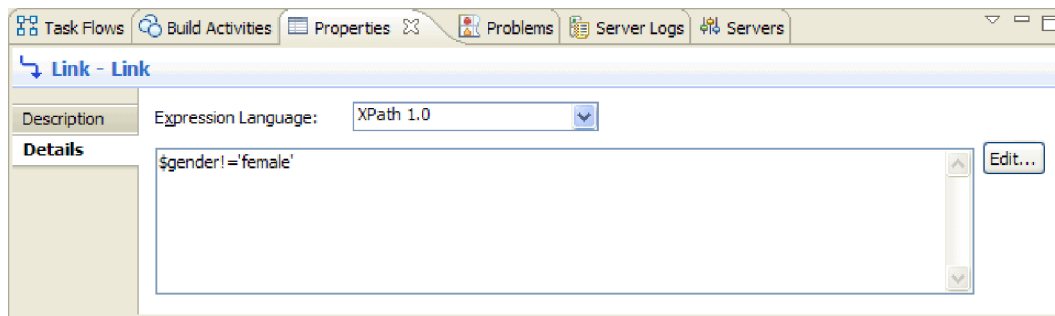 Task Flows Build Activities Properties Problems Server Logs Servers
Link - Link
Description
Expression Language: XPath 1.0
Details
$gender!='female'
Edit...